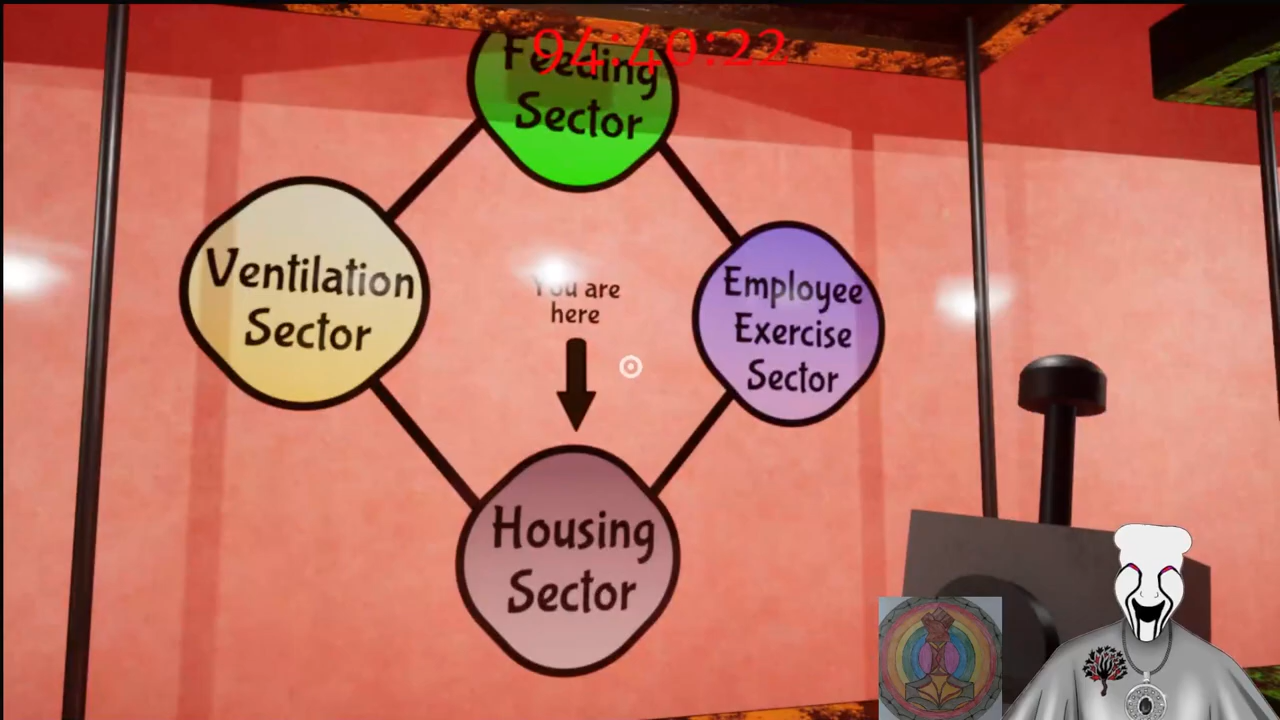 94:40:22
Feeding
Sector
Ventilation
Sector
You are
here
Employee
Exercise
Sector
Housing
Sector